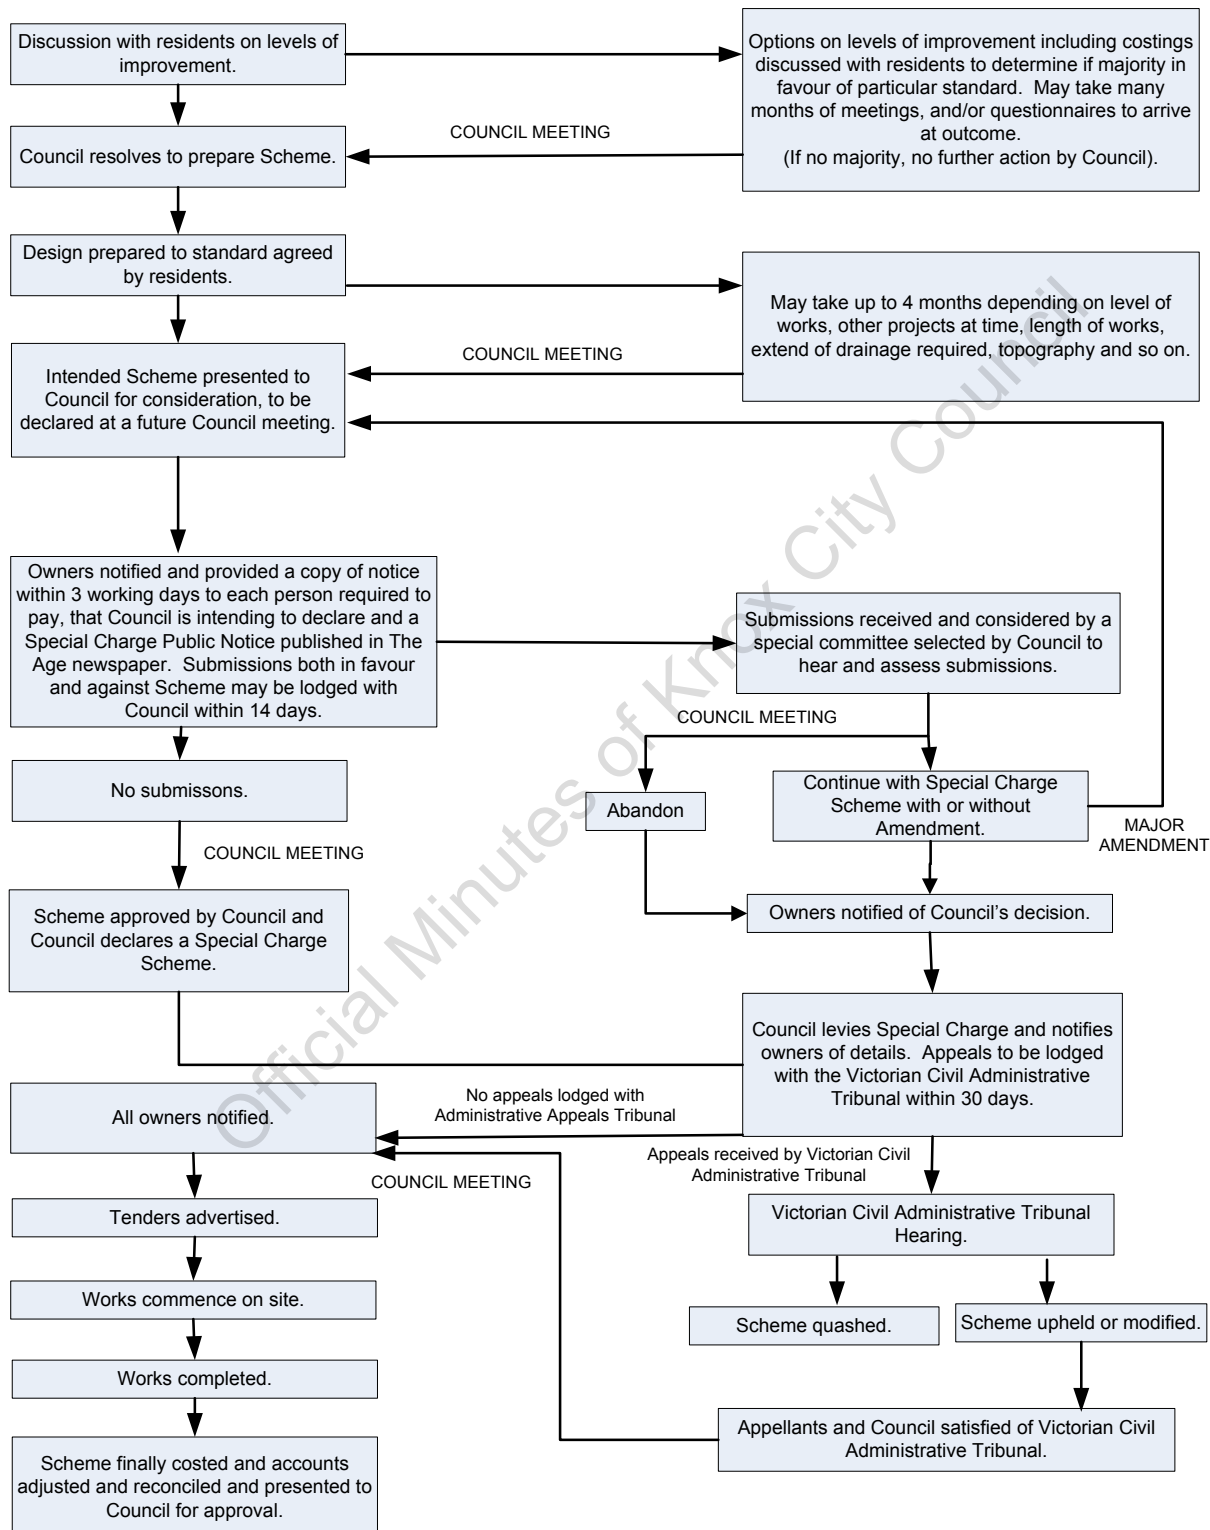 Discussion with residents on levels of
improvement.
Options on levels of improvement including costings
discussed with residents to determine if majority in
favour of particular standard.  May take many
months of meetings, and/or questionnaires to arrive
at outcome.
(If no majority, no further action by Council).
COUNCIL MEETING
Council resolves to prepare Scheme.
Design prepared to standard agreed
by residents.
May take up to 4 months depending on level of
works, other projects at time, length of works,
extend of drainage required, topography and so on.
COUNCIL MEETING
Intended Scheme presented to
Council for consideration, to be
declared at a future Council meeting.
Owners notified and provided a copy of notice
within 3 working days to each person required to
pay, that Council is intending to declare and a
Special Charge Public Notice published in The
Age newspaper.  Submissions both in favour
and against Scheme may be lodged with
Council within 14 days.
Submissions received and considered by a
special committee selected by Council to
hear and assess submissions.
COUNCIL MEETING
No submissons.
Abandon
Continue with Special Charge
Scheme with or without
Amendment.
MAJOR
AMENDMENT
COUNCIL MEETING
Scheme approved by Council and
Council declares a Special Charge
Scheme.
Owners notified of Council's decision.
Council levies Special Charge and notifies
owners of details.  Appeals to be lodged
with the Victorian Civil Administrative
Tribunal within 30 days.
No appeals lodged with
Administrative Appeals Tribunal
All owners notified.
Appeals received by Victorian Civil
Administrative Tribunal
COUNCIL MEETING
Tenders advertised.
Victorian Civil Administrative Tribunal
Hearing.
Works commence on site.
Scheme quashed.
Scheme upheld or modified.
Works completed.
Appellants and Council satisfied of Victorian Civil
Administrative Tribunal.
Scheme finally costed and accounts
adjusted and reconciled and presented to
Council for approval.
Official Minutes of Knox City Council